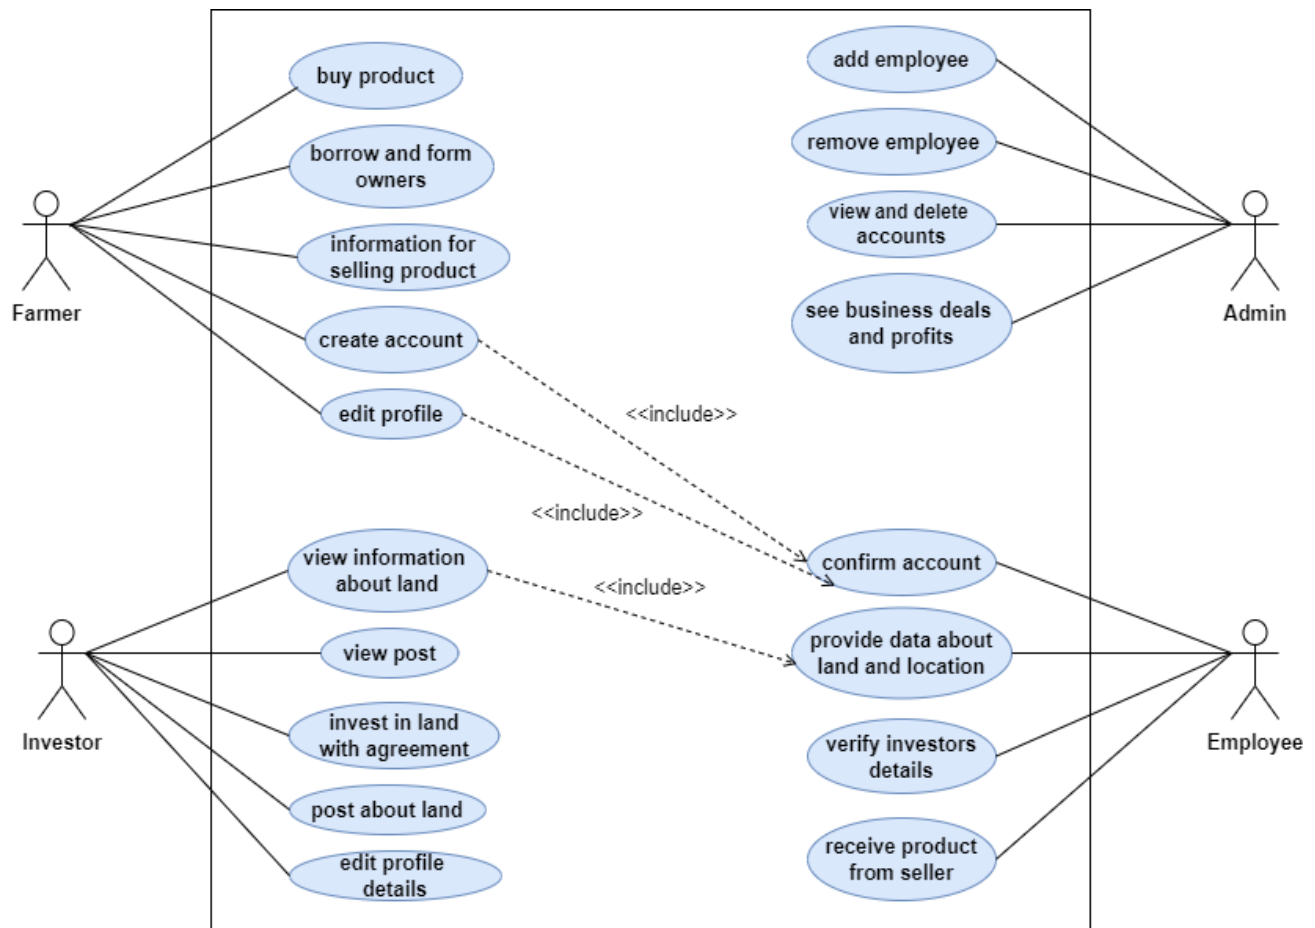 buy product
borrow and form
owners
information for
selling product
create account
edit profile
Farmer
add employee
remove employee
view and delete
accounts
see business deals
and profits
Admin
<<include>>
<<include>>
<<include>>
view information
about land
view post
invest in land
with agreement
post about land
edit profile
details
Investor
confirm account
provide data about
land and location
verify investors
details
receive product
from seller
Employee